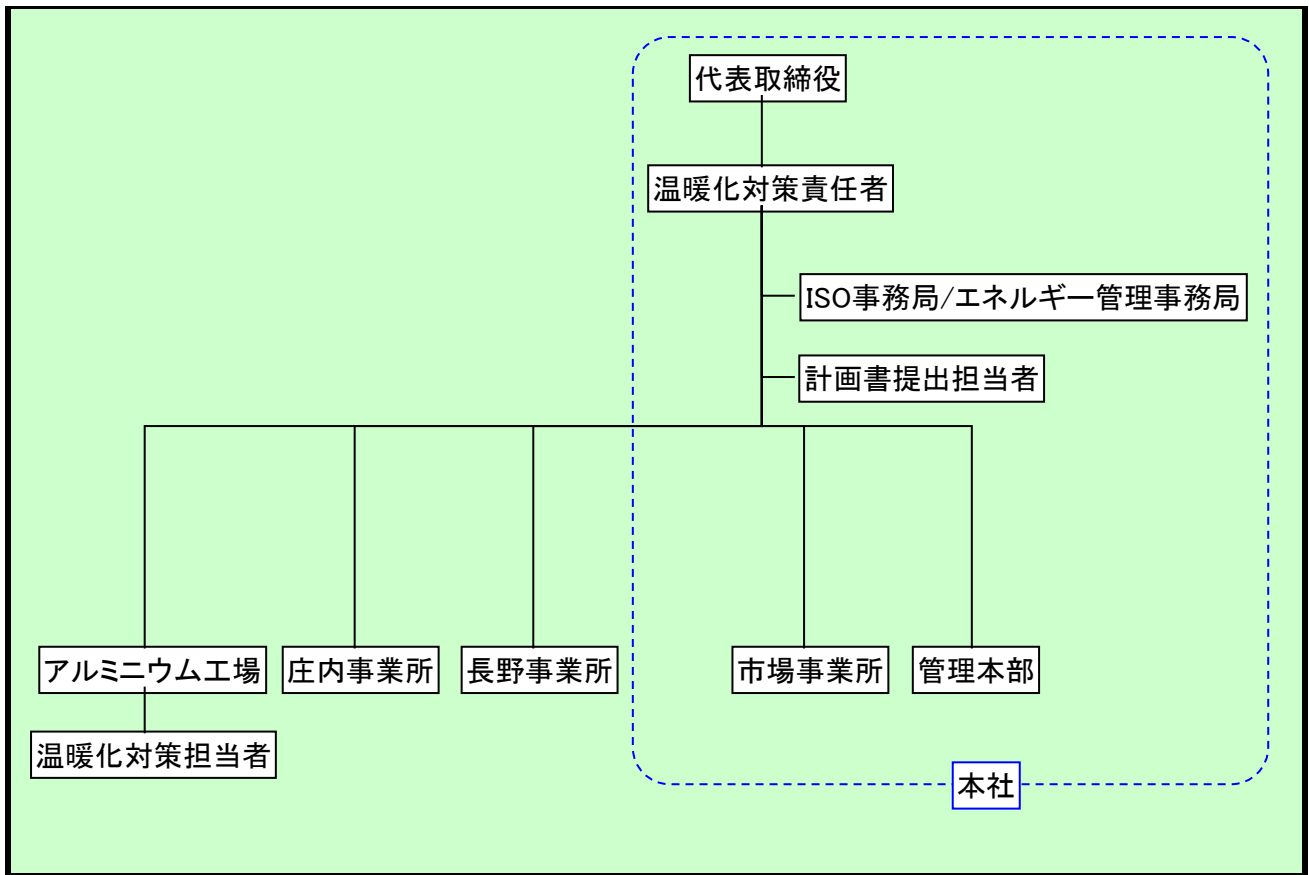 代表取締役
温暖化対策責任者
ISO事務局/エネルギー管理事務局
計画書提出担当者
アルミニウム工場
庄内事業所
長野事業所
市場事業所
管理本部
温暖化対策担当者
本社